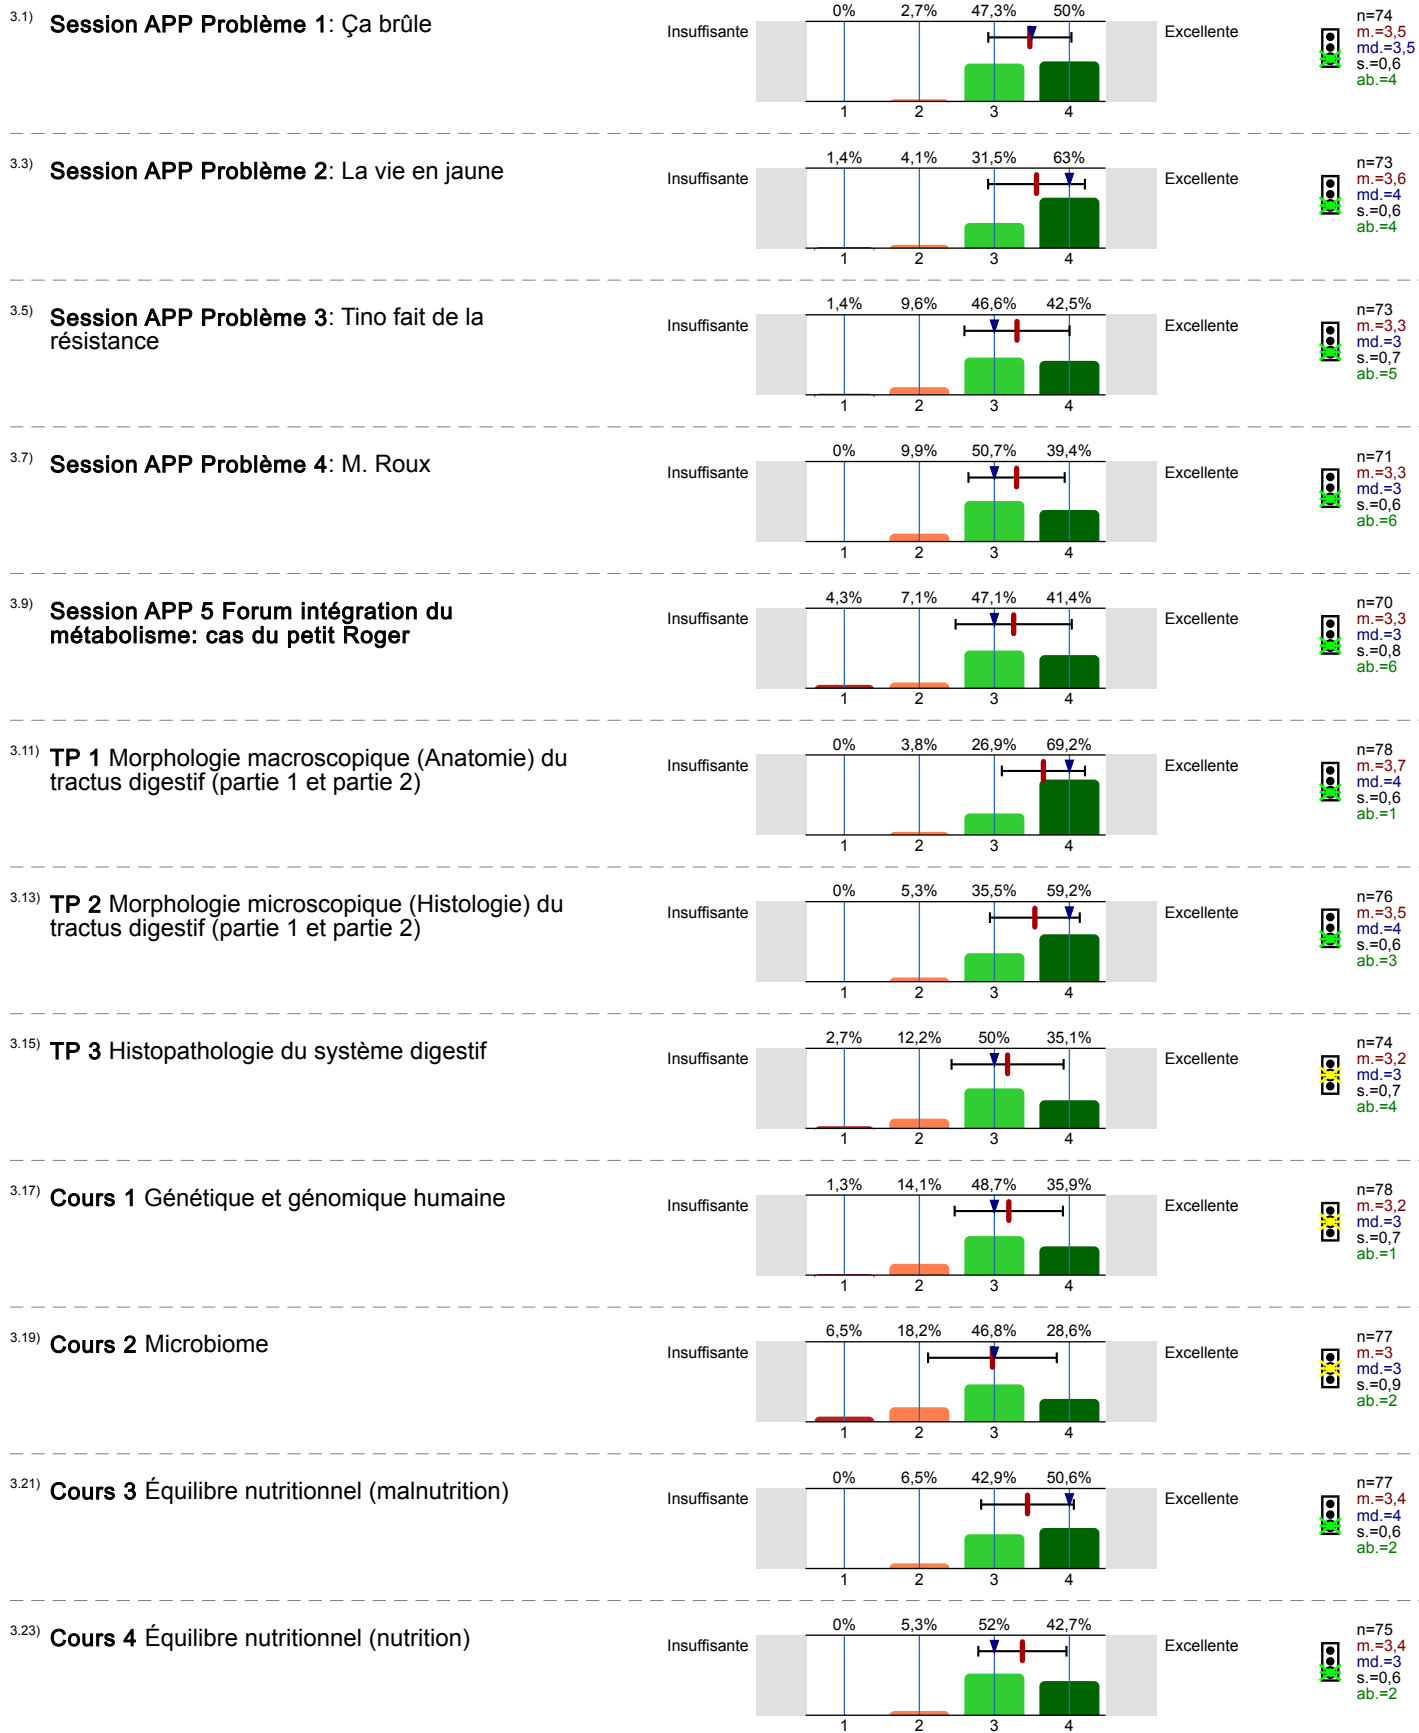 3.1) Session APP Problème 1: Ça brûle
Insuffisante
0% 2,7% 47,3% 50%
1 2 3 4
Excellente
n=74
m.=3,5
md.=3,5
s.=0,6
ab.=4
3.3) Session APP Problème 2: La vie en jaune
Insuffisante
1,4% 4,1% 31,5% 63%
1 2 3 4
Excellente
n=73
m.=3,6
md.=4
s.=0,6
ab.=4
3.5) Session APP Problème 3: Tino fait de la
résistance
Insuffisante
1,4% 9,6% 46,6% 42,5%
1 2 3 4
Excellente
n=73
m.=3,3
md.=3
s.=0,7
ab.=5
3.7) Session APP Problème 4: M. Roux
Insuffisante
0% 9,9% 50,7% 39,4%
1 2 3 4
Excellente
n=71
m.=3,3
md.=3
s.=0,6
ab.=6
3.9) Session APP 5 Forum intégration du
métabolisme: cas du petit Roger
Insuffisante
4,3% 7,1% 47,1% 41,4%
1 2 3 4
Excellente
n=70
m.=3,3
md.=3
s.=0,8
ab.=6
3.11) TP 1 Morphologie macroscopique (Anatomie) du
tractus digestif (partie 1 et partie 2)
Insuffisante
0% 3,8% 26,9% 69,2%
1 2 3 4
Excellente
n=78
m.=3,7
md.=4
s.=0,6
ab.=1
3.13) TP 2 Morphologie microscopique (Histologie) du
tractus digestif (partie 1 et partie 2)
Insuffisante
0% 5,3% 35,5% 59,2%
1 2 3 4
Excellente
n=76
m.=3,5
md.=4
s.=0,6
ab.=3
3.15) TP 3 Histopathologie du système digestif
Insuffisante
2,7% 12,2% 50% 35,1%
1 2 3 4
Excellente
n=74
m.=3,2
md.=3
s.=0,7
ab.=4
3.17) Cours 1 Génétique et génomique humaine
Insuffisante
1,3% 14,1% 48,7% 35,9%
1 2 3 4
Excellente
n=78
m.=3,2
md.=3
s.=0,7
ab.=1
3.19) Cours 2 Microbiome
Insuffisante
6,5% 18,2% 46,8% 28,6%
1 2 3 4
Excellente
n=77
m.=3
md.=3
s.=0,9
ab.=2
3.21) Cours 3 Équilibre nutritionnel (malnutrition)
Insuffisante
0% 6,5% 42,9% 50,6%
1 2 3 4
Excellente
n=77
m.=3,4
md.=4
s.=0,6
ab.=2
3.23) Cours 4 Équilibre nutritionnel (nutrition)
Insuffisante
0% 5,3% 52% 42,7%
1 2 3 4
Excellente
n=75
m.=3,4
md.=3
s.=0,6
ab.=2